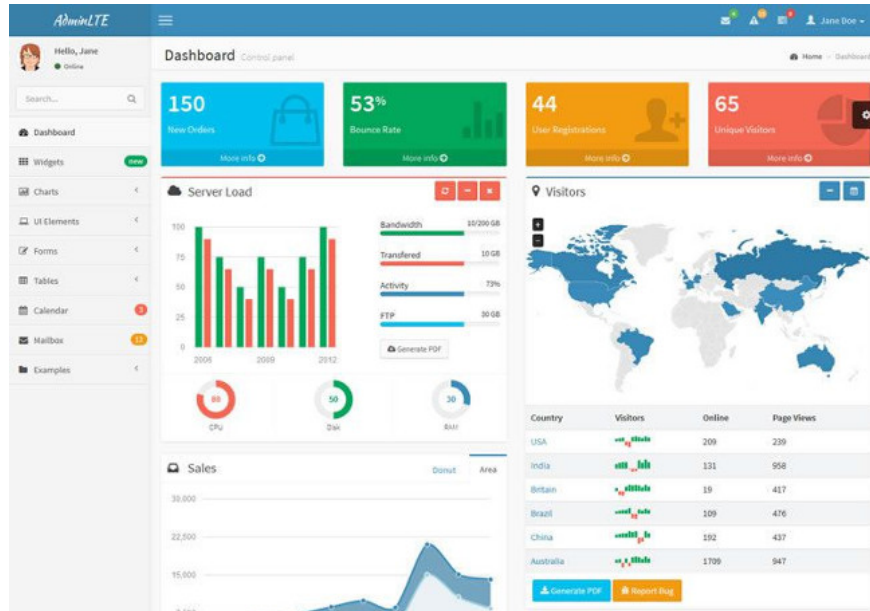 AdminLTE
Jane Doe
Hello, Jane
Online
Search...
Dashboard
Widgets
new
Charts
UI Elements
Forms
Tables
Calendar
3
Mailbox
12
Examples
Dashboard Control panel
Home > Dashboard
150
New Orders
More info
53%
Bounce Rate
More info
44
User Registrations
More info
65
Unique Visitors
More info
Server Load
100
75
50
25
0
2006 2009 2012
Bandwidth 10/200 GB
Transfered 10 GB
Activity 73%
FTP 30 GB
Generate PDF
50
Disk
30
CPU
RAM
Visitors
+
-
Country Visitors Online Page Views
USA 209 239
India 131 958
Britain 19 417
Brazil 109 476
China 192 437
Australia 1709 947
Generate PDF
Report Bug
Sales
Donut Area
30,000
22,500
15,000